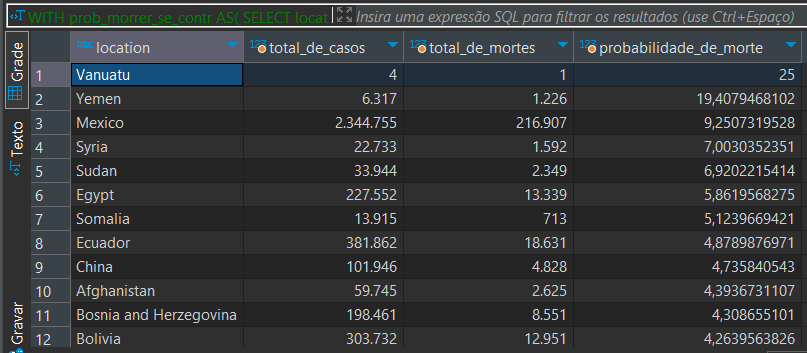 WITH prob_morrer_se_contr AS( SELECT locat Insira uma expressão SQL para filtrar os resultados (use Ctrl+Espaço)
Grade
Texto
Gravar
ABC location 123 total_de_casos 123 total_de_mortes 123 probabilidade_de_morte
1 Vanuatu 4 1 25
2 Yemen 6.317 1.226 19,4079468102
3 Mexico 2.344.755 216.907 9,2507319528
4 Syria 22.733 1.592 7,0030352351
5 Sudan 33.944 2.349 6,9202215414
6 Egypt 227.552 13.339 5,8619568275
7 Somalia 13.915 713 5,1239669421
8 Ecuador 381.862 18.631 4,8789876971
9 China 101.946 4.828 4,735840543
10 Afghanistan 59.745 2.625 4,3936731107
11 Bosnia and Herzegovina 198.461 8.551 4,308655101
12 Bolivia 303.732 12.951 4,2639563826